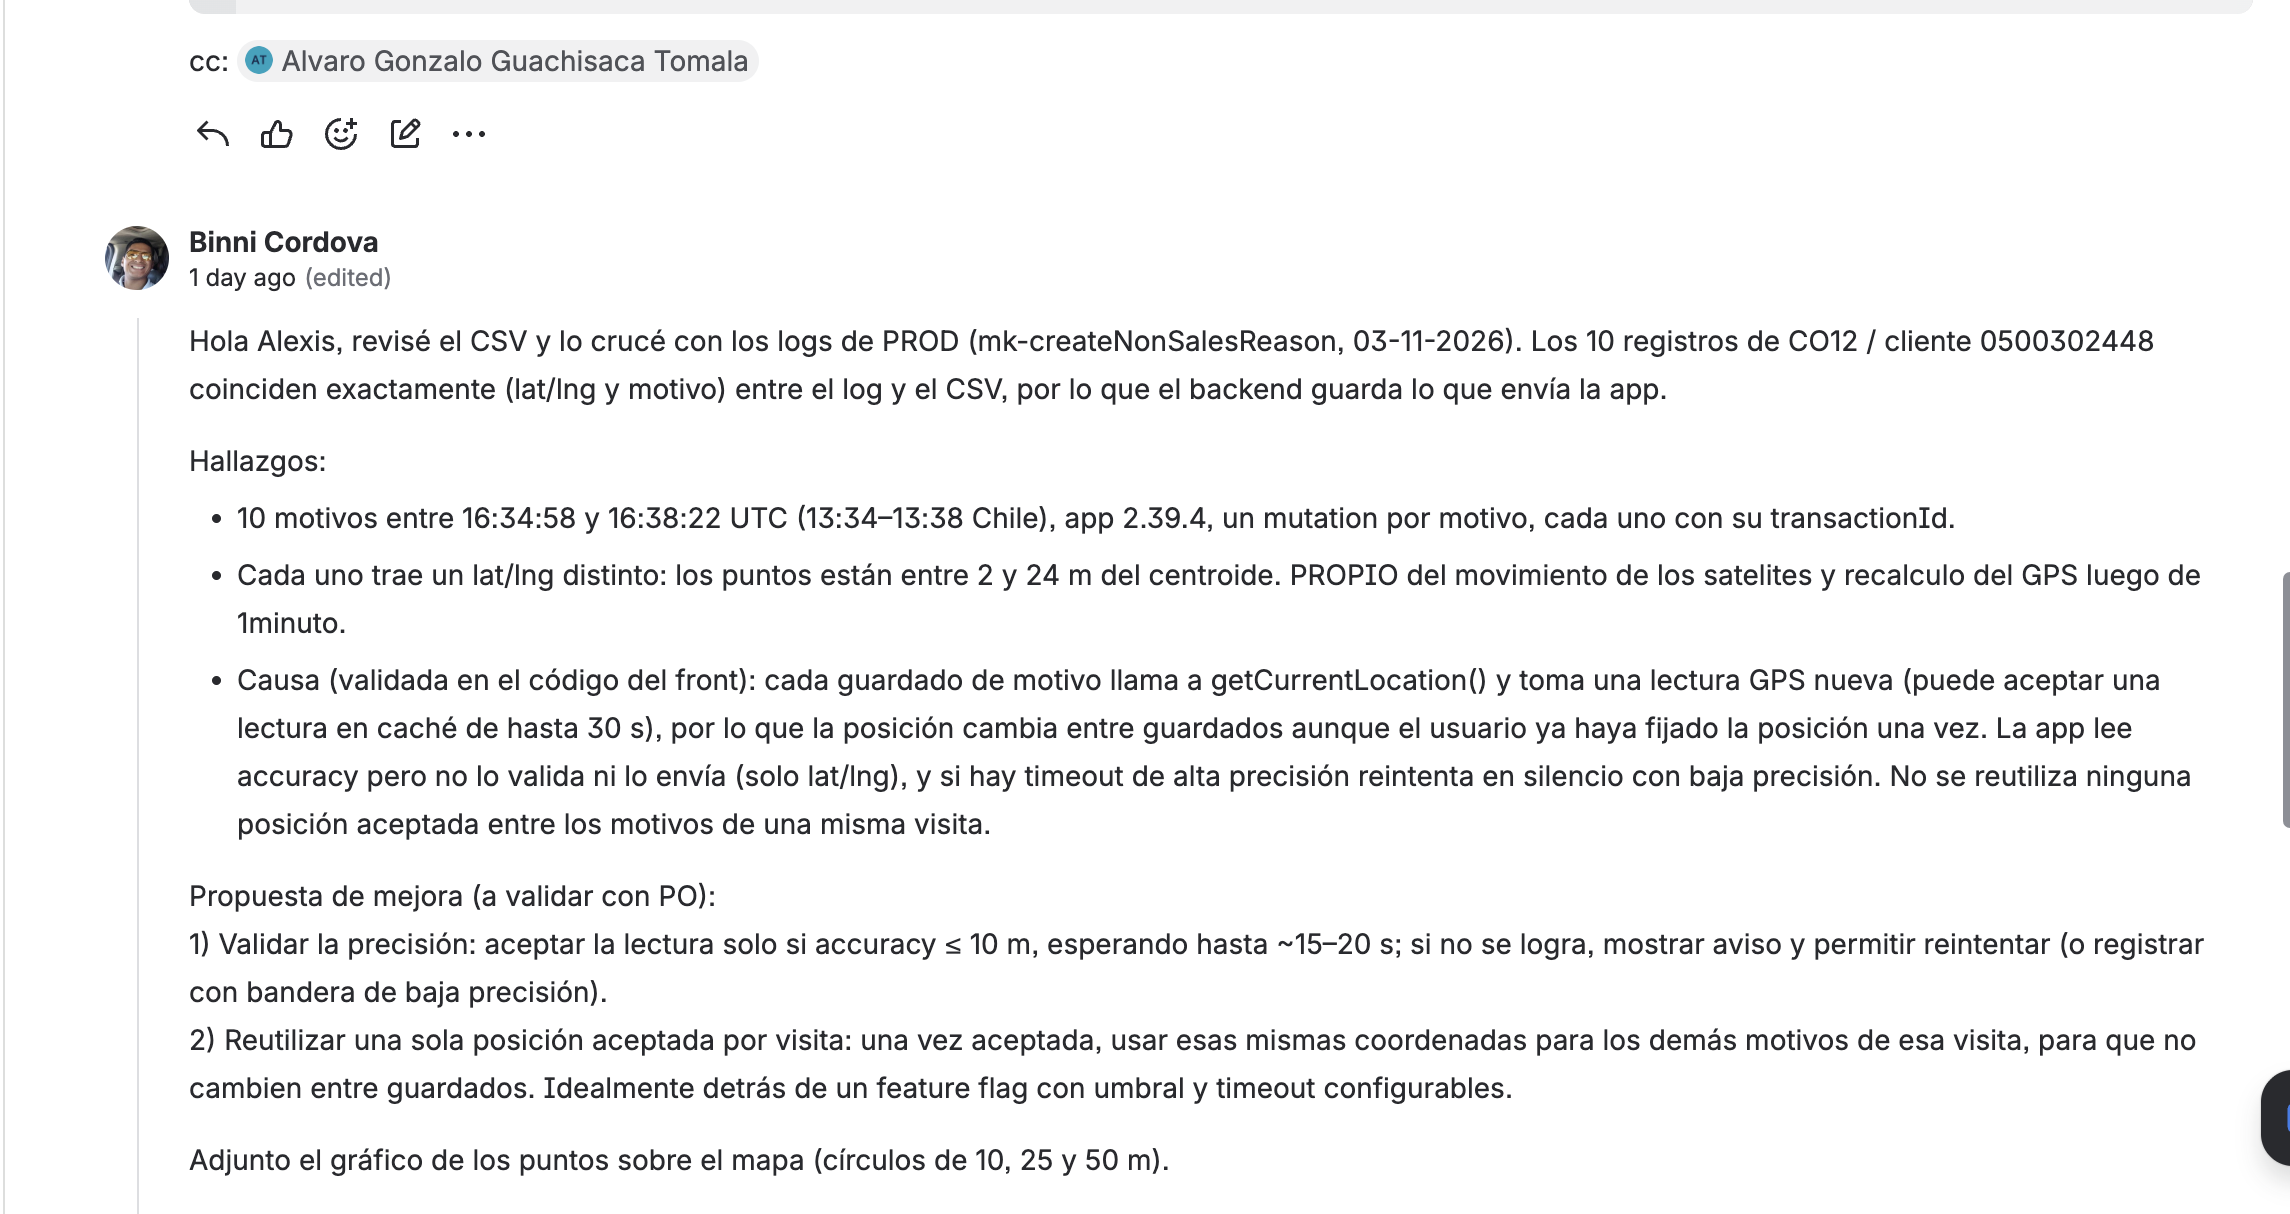 cc: AT Alvaro Gonzalo Guachisaca Tomala
Binni Cordova
1 day ago (edited)
Hola Alexis, revisé el CSV y lo crucé con los logs de PROD (mk-createNonSalesReason, 03-11-2026). Los 10 registros de CO12 / cliente 0500302448
coinciden exactamente (lat/lng y motivo) entre el log y el CSV, por lo que el backend guarda lo que envía la app.
Hallazgos:
• 10 motivos entre 16:34:58 y 16:38:22 UTC (13:34–13:38 Chile), app 2.39.4, un mutation por motivo, cada uno con su transactionId.
• Cada uno trae un lat/lng distinto: los puntos están entre 2 y 24 m del centroide. PROPIO del movimiento de los satelites y recalculo del GPS luego de
1minuto.
• Causa (validada en el código del front): cada guardado de motivo llama a getCurrentLocation() y toma una lectura GPS nueva (puede aceptar una
lectura en caché de hasta 30 s), por lo que la posición cambia entre guardados aunque el usuario ya haya fijado la posición una vez. La app lee
accuracy pero no lo valida ni lo envía (solo lat/lng), y si hay timeout de alta precisión reintenta en silencio con baja precisión. No se reutiliza ninguna
posición aceptada entre los motivos de una misma visita.
Propuesta de mejora (a validar con PO):
1) Validar la precisión: aceptar la lectura solo si accuracy ≤ 10 m, esperando hasta ~15–20 s; si no se logra, mostrar aviso y permitir reintentar (o registrar
con bandera de baja precisión).
2) Reutilizar una sola posición aceptada por visita: una vez aceptada, usar esas mismas coordenadas para los demás motivos de esa visita, para que no
cambien entre guardados. Idealmente detrás de un feature flag con umbral y timeout configurables.
Adjunto el gráfico de los puntos sobre el mapa (círculos de 10, 25 y 50 m).